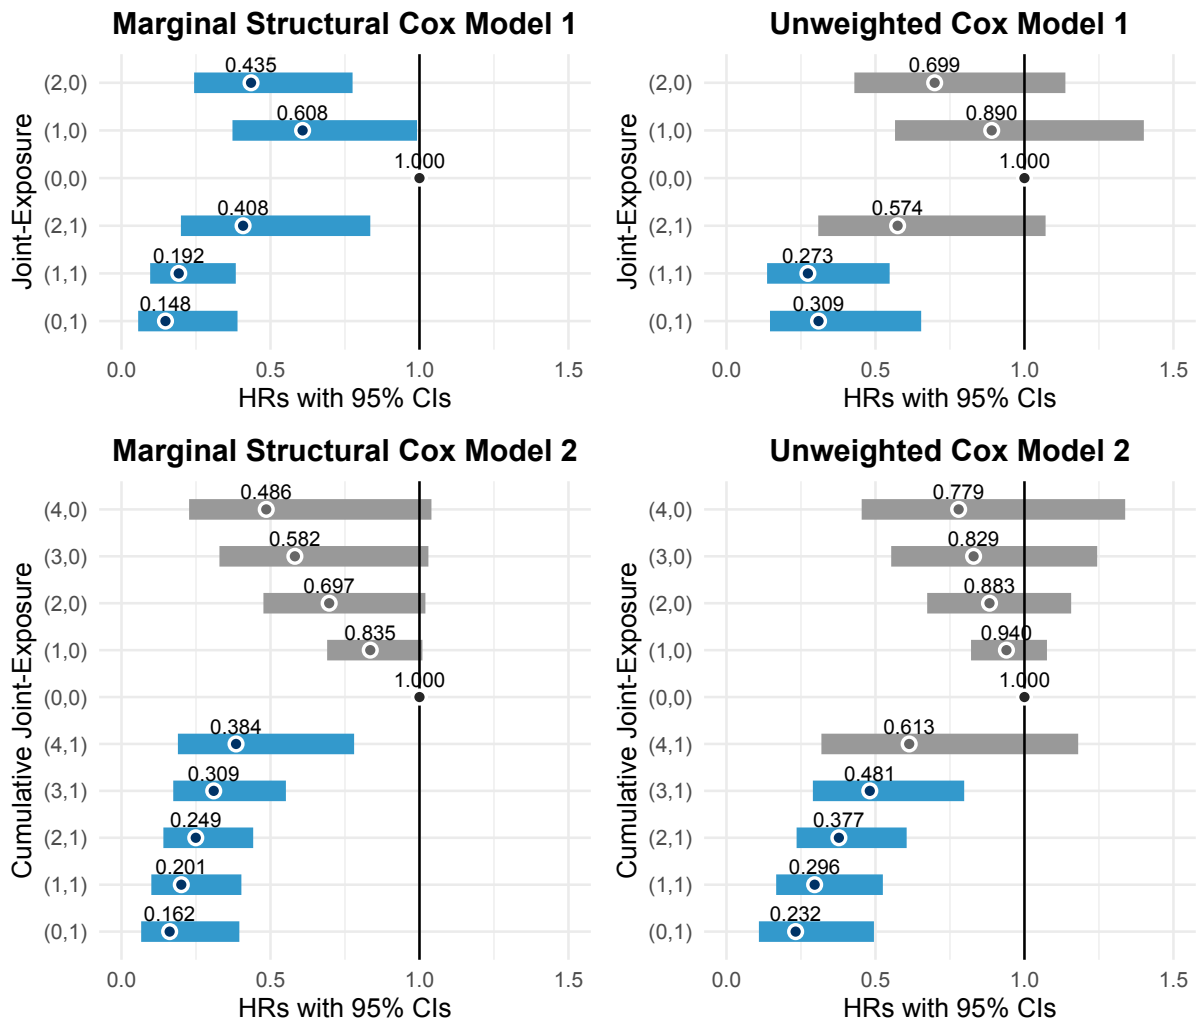 Marginal Structural Cox Model 1
Joint-Exposure
(2,0) 0.435
(1,0) 0.608
(0,0) 1.000
(2,1) 0.408
(1,1) 0.192
(0,1) 0.148
0.0 0.5 1.0 1.5
HRs with 95% CIs
Unweighted Cox Model 1
Joint-Exposure
(2,0) 0.699
(1,0) 0.890
(0,0) 1.000
(2,1) 0.574
(1,1) 0.273
(0,1) 0.309
0.0 0.5 1.0 1.5
HRs with 95% CIs
Marginal Structural Cox Model 2
Cumulative Joint-Exposure
(4,0) 0.486
(3,0) 0.582
(2,0) 0.697
(1,0) 0.835
(0,0) 1.000
(4,1) 0.384
(3,1) 0.309
(2,1) 0.249
(1,1) 0.201
(0,1) 0.162
0.0 0.5 1.0 1.5
HRs with 95% CIs
Unweighted Cox Model 2
Cumulative Joint-Exposure
(4,0) 0.779
(3,0) 0.829
(2,0) 0.883
(1,0) 0.940
(0,0) 1.000
(4,1) 0.613
(3,1) 0.481
(2,1) 0.377
(1,1) 0.296
(0,1) 0.232
0.0 0.5 1.0 1.5
HRs with 95% CIs